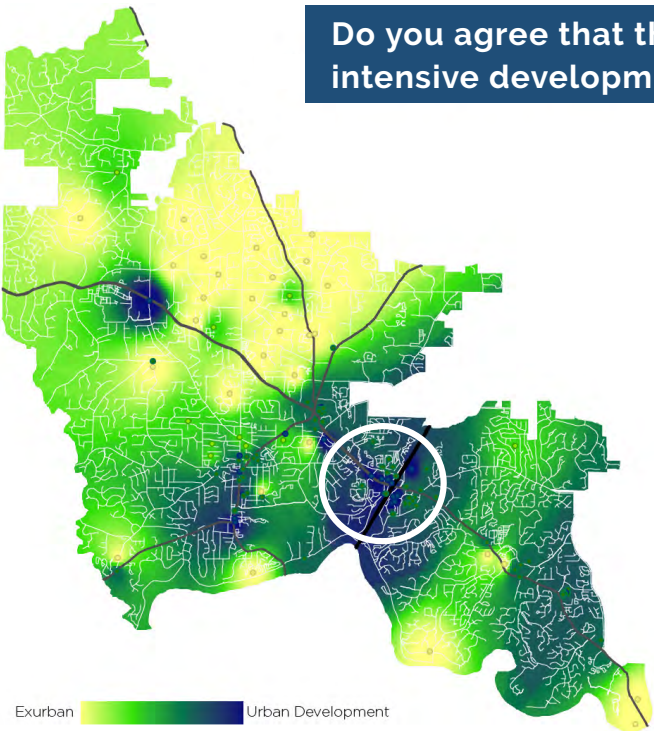 Do you agree that th
intensive developm
Exurban
Urban Development